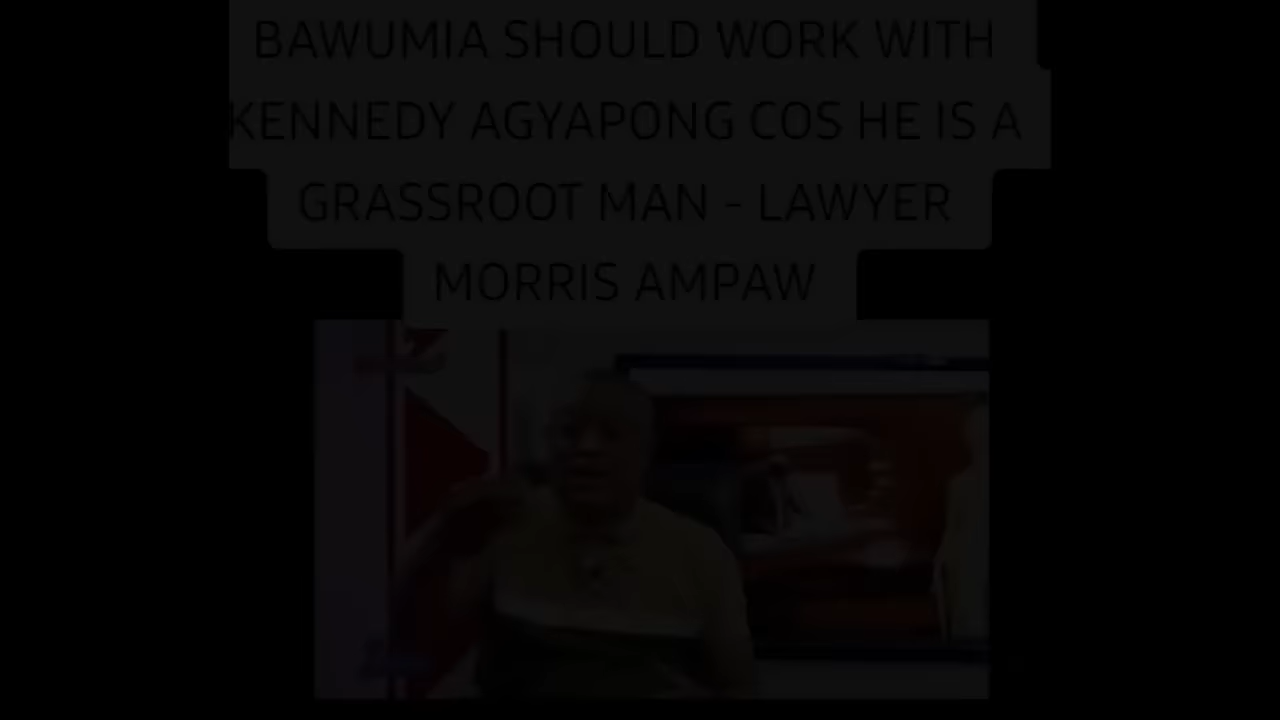 BAWUMIA SHOULD WORK WITH
KENNEDY AGYAPONG COS HE IS A
GRASSROOT MAN - LAWYER
MORRIS AMPAW